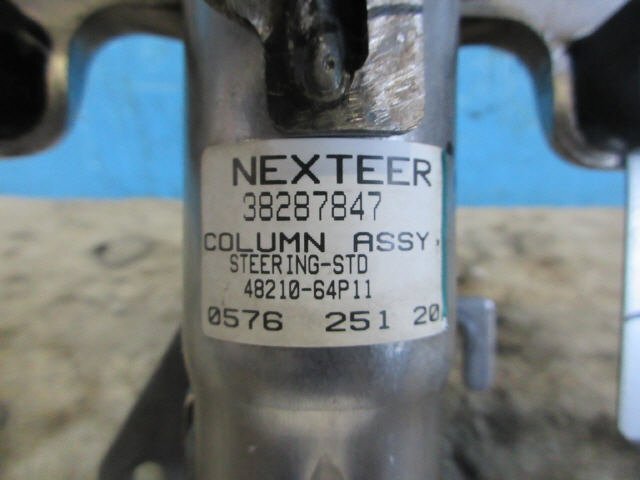 NEXTEER
38287847
COLUMN ASSY,
STEERING-STD
48210-64P11
0576 251 20